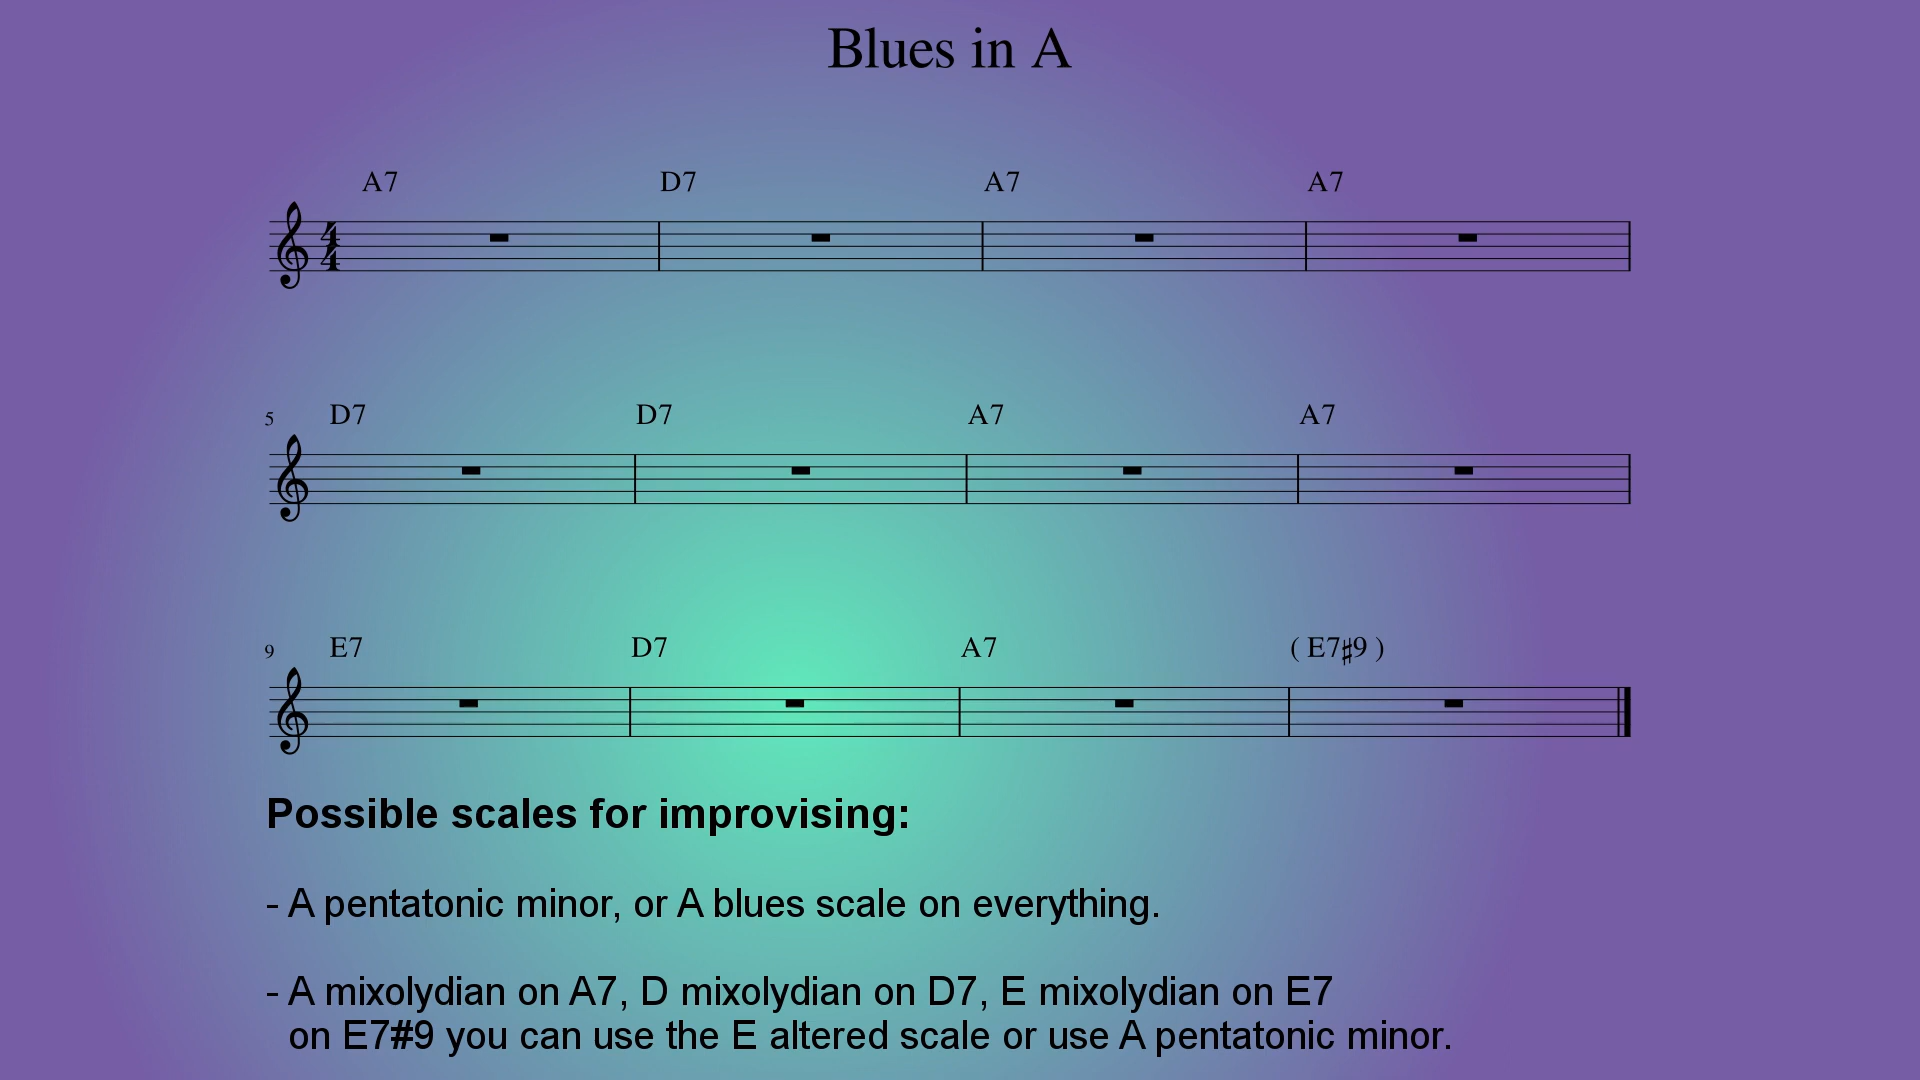 Blues in A
A7 D7 A7 A7
4
4
5 D7 D7 A7 A7
9 E7 D7 A7 ( E7♯9 )
Possible scales for improvising:
- A pentatonic minor, or A blues scale on everything.
- A mixolydian on A7, D mixolydian on D7, E mixolydian on E7
on E7#9 you can use the E altered scale or use A pentatonic minor.